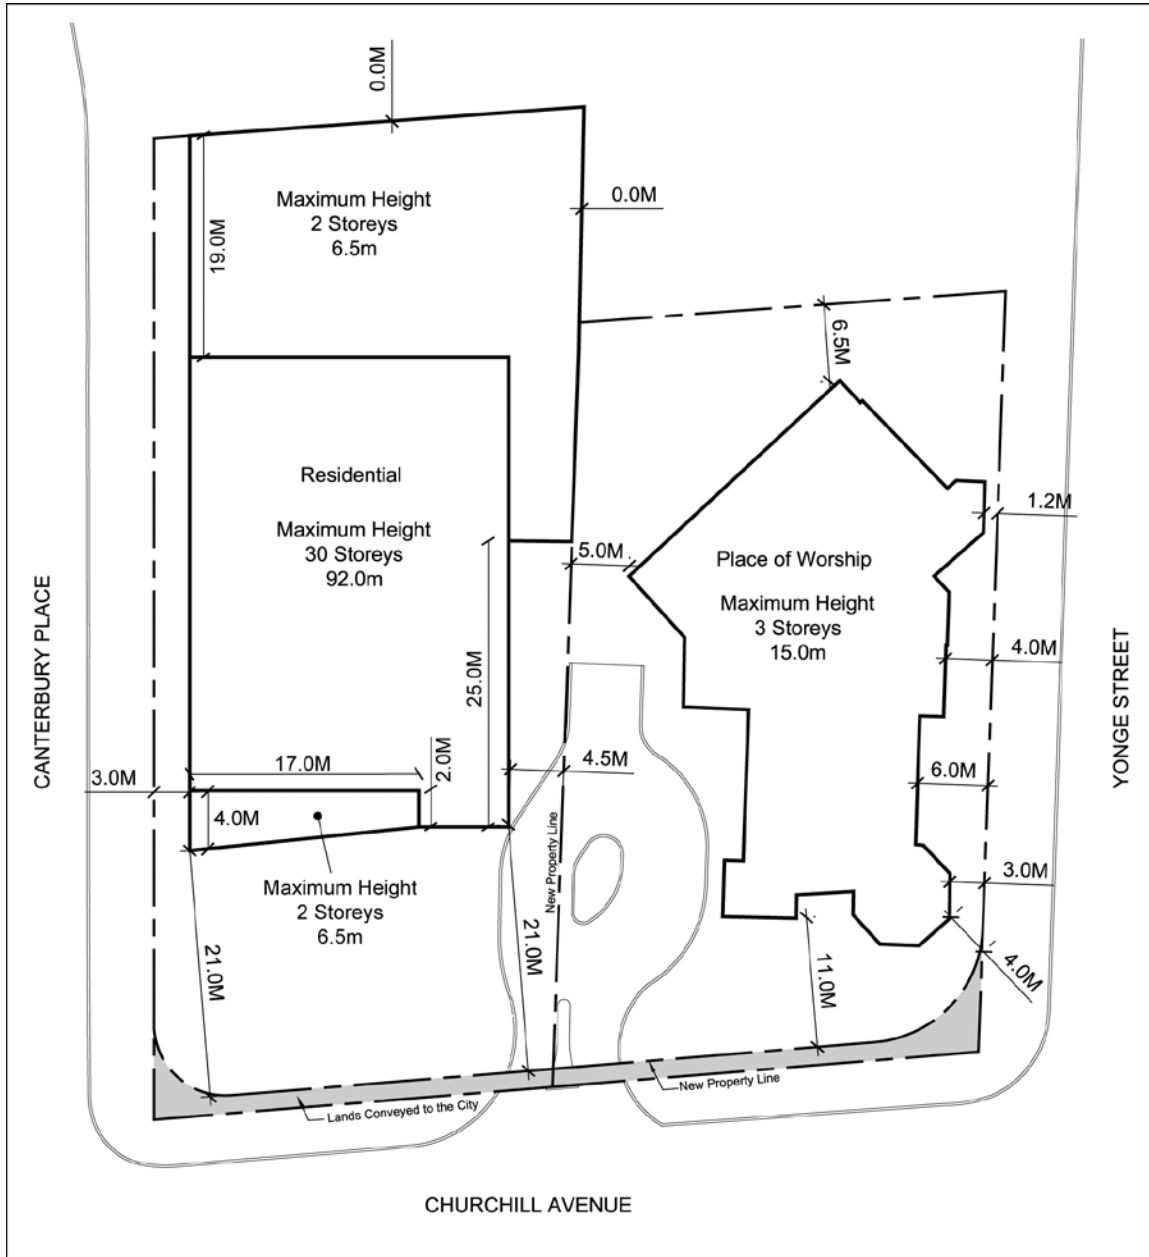 0.0M
Maximum Height
2 Storeys
6.5m
0.0M
19.0M
6.5M
Residential
Maximum Height
30 Storeys
92.0m
1.2M
5.0M
Place of Worship
Maximum Height
3 Storeys
15.0m
CANTERBURY PLACE
YONGE STREET
4.0M
25.0M
2.0M
17.0M
4.5M
3.0M
6.0M
4.0M
New Property Line
Maximum Height
2 Storeys
6.5m
3.0M
21.0M
21.0M
11.0M
4.0M
New Property Line
Lands Conveyed to the City
CHURCHILL AVENUE